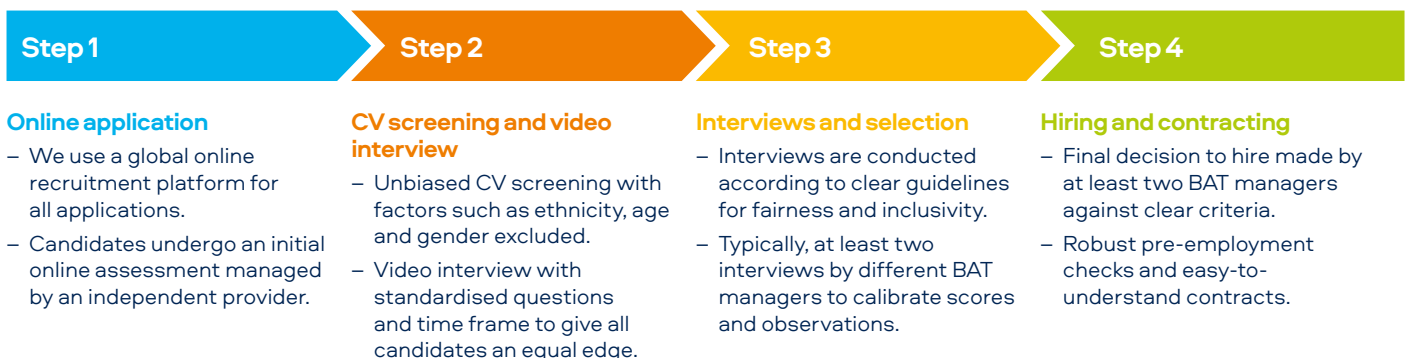 Step 1
Step 2
Step 3
Step 4
Online application
– We use a global online
recruitment platform for
all applications.
– Candidates undergo an initial
online assessment managed
by an independent provider.
CV screening and video
interview
– Unbiased CV screening with
factors such as ethnicity, age
and gender excluded.
– Video interview with
standardised questions
and time frame to give all
candidates an equal edge.
Interviews and selection
– Interviews are conducted
according to clear guidelines
for fairness and inclusivity.
– Typically, at least two
interviews by different BAT
managers to calibrate scores
and observations.
Hiring and contracting
– Final decision to hire made by
at least two BAT managers
against clear criteria.
– Robust pre-employment
checks and easy-to-
understand contracts.